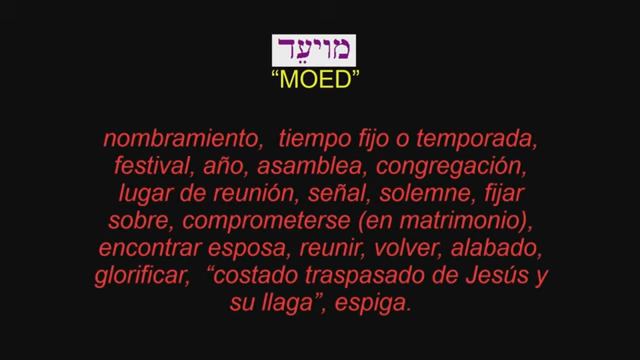 מויעֵד
“MOED”
nombramiento, tiempo fijo o temporada,
festival, año, asamblea, congregación,
lugar de reunión, señal, solemne, fijar
sobre, comprometerse (en matrimonio),
encontrar esposa, reunir, volver, alabado,
glorificar, “costado traspasado de Jesús y
su llaga”, espiga.